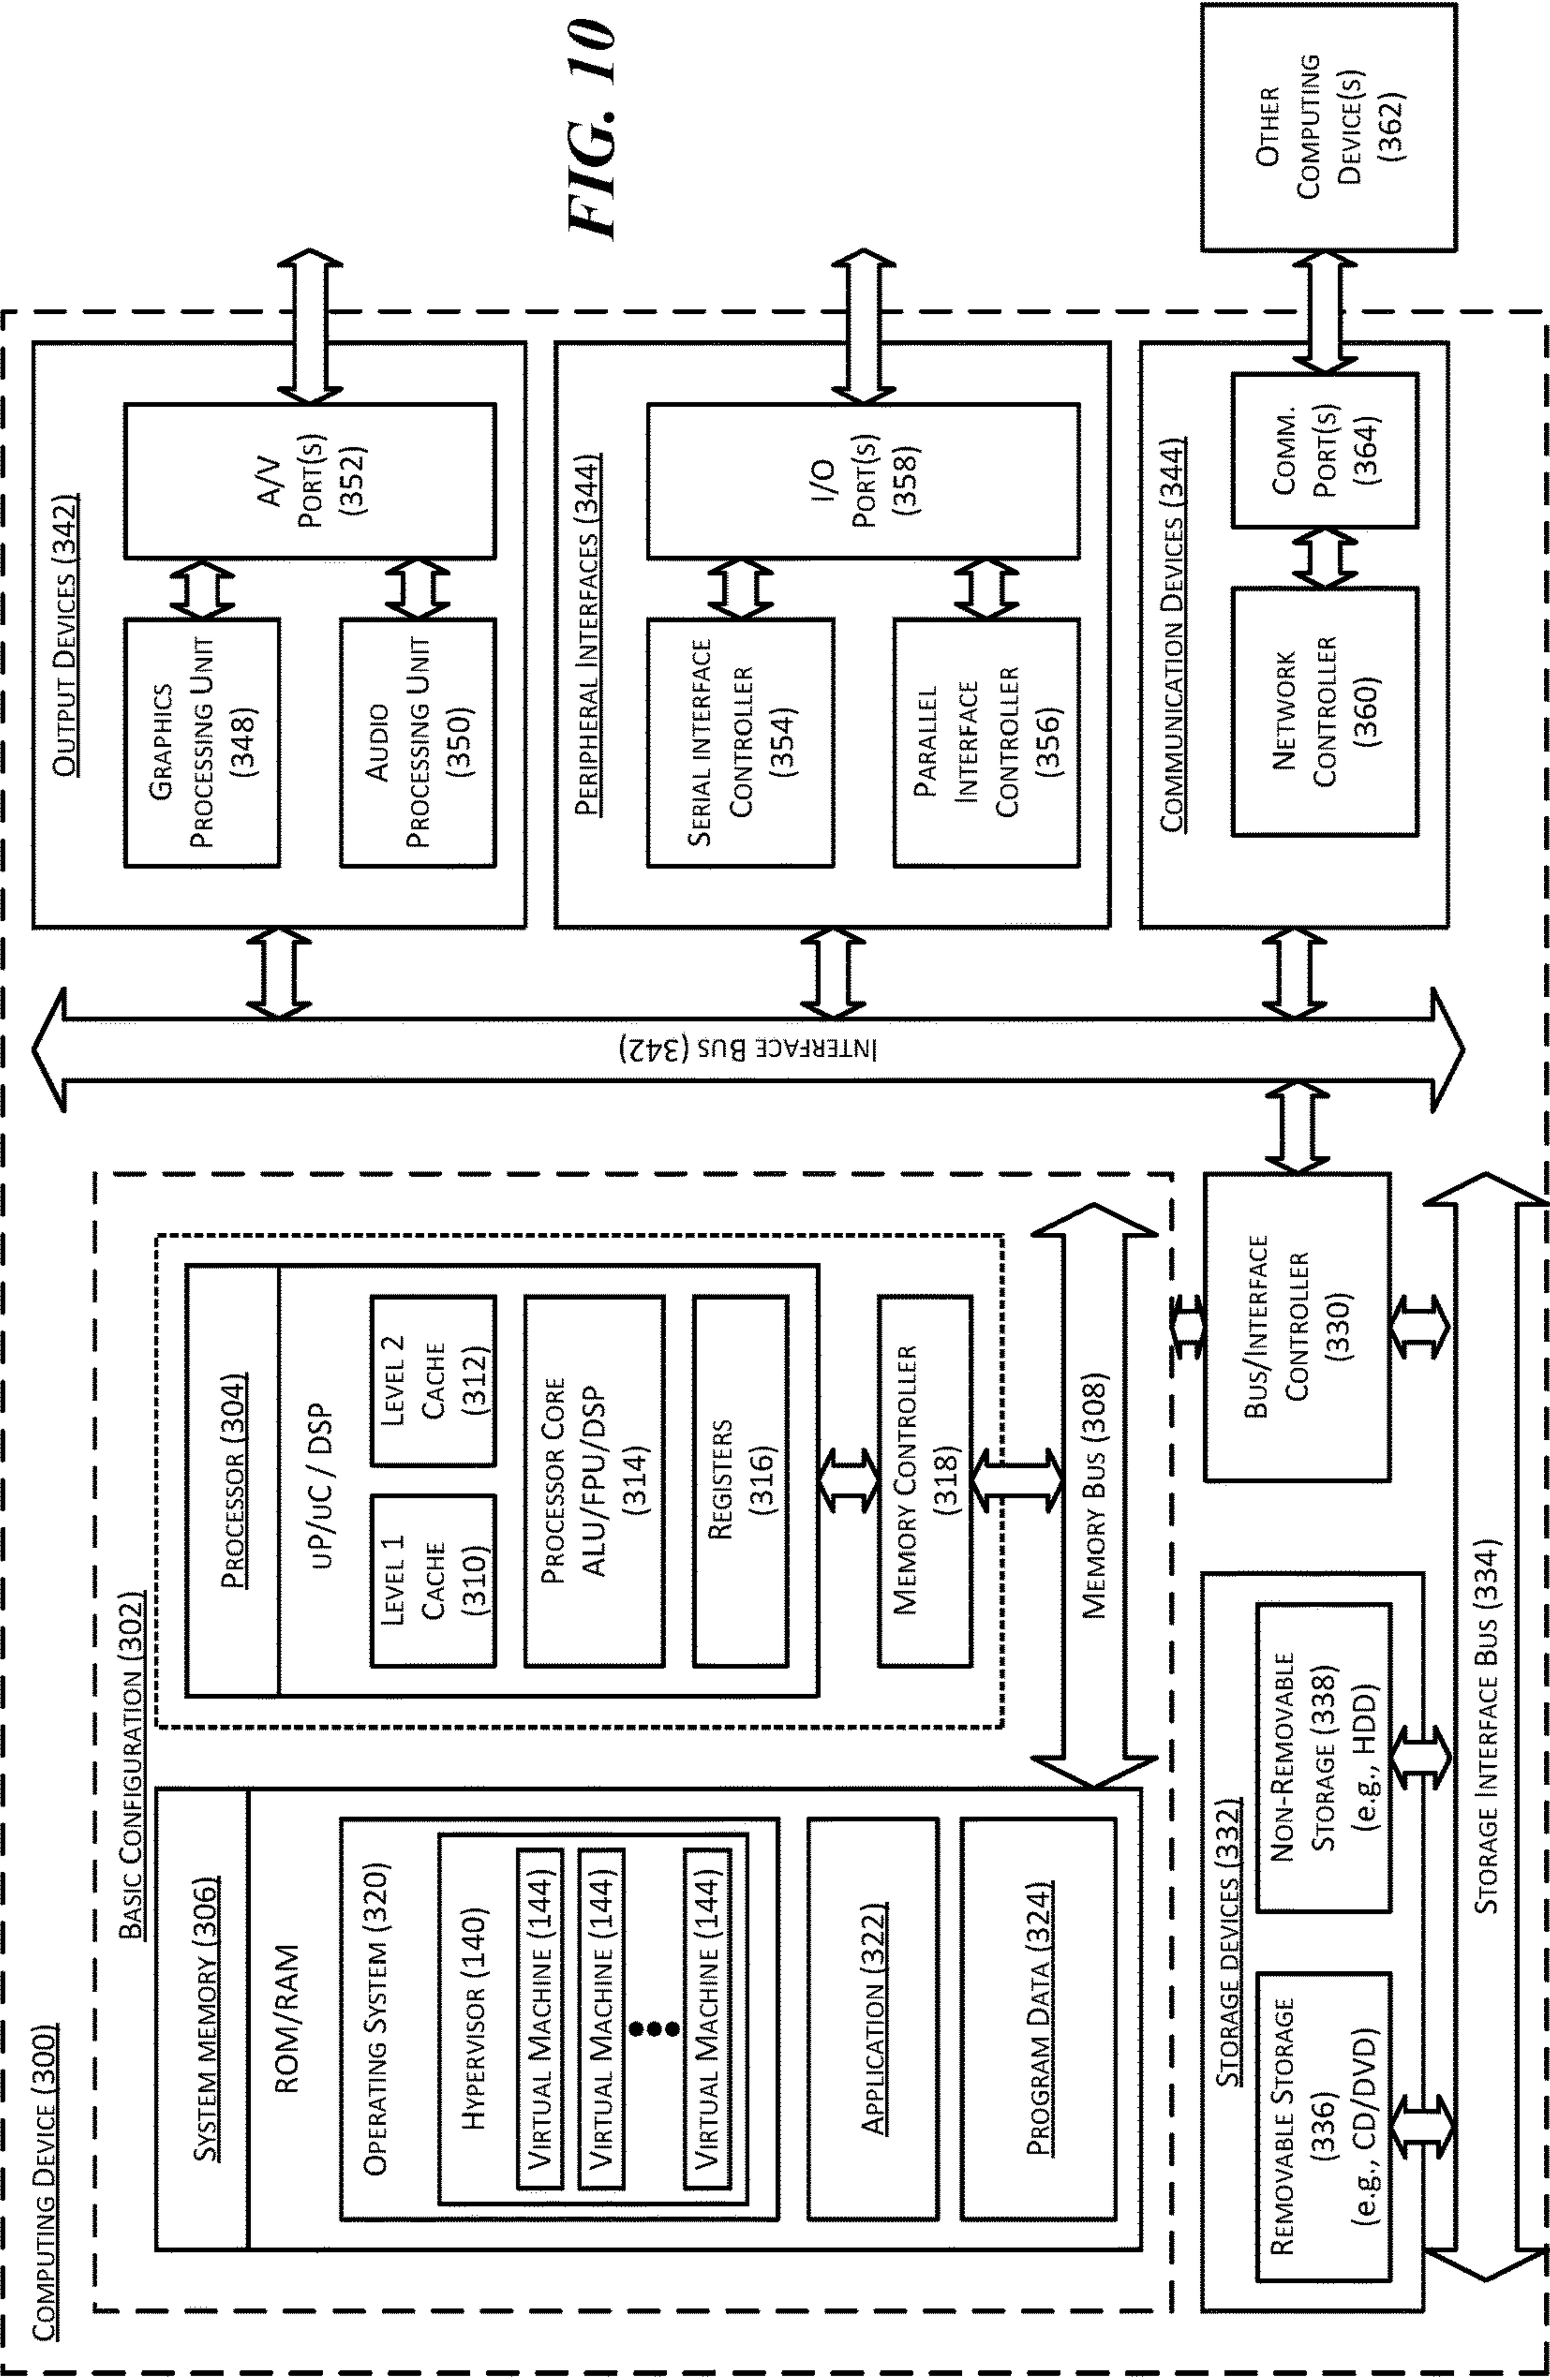 COMPUTING DEVICE (300)
BASIC CONFIGURATION (302)
SYSTEM MEMORY (306)
ROM/RAM
OPERATING SYSTEM (320)
HYPERVISOR (140)
VIRTUAL MACHINE (144)
VIRTUAL MACHINE (144)
VIRTUAL MACHINE (144)
APPLICATION (322)
PROGRAM DATA (324)
PROCESSOR (304)
UP/UC / DSP
LEVEL 1
CACHE
(310)
LEVEL 2
CACHE
(312)
PROCESSOR CORE
ALU/FPU/DSP
(314)
REGISTERS
(316)
MEMORY CONTROLLER
(318)
MEMORY BUS (308)
STORAGE DEVICES (332)
REMOVABLE STORAGE
(336)
(e.g., CD/DVD)
NON-REMOVABLE
STORAGE (338)
(e.g., HDD)
BUS/INTERFACE
CONTROLLER
(330)
STORAGE INTERFACE BUS (334)
INTERFACE BUS (342)
OUTPUT DEVICES (342)
GRAPHICS
PROCESSING UNIT
(348)
AUDIO
PROCESSING UNIT
(350)
A/V
PORT(S)
(352)
PERIPHERAL INTERFACES (344)
SERIAL INTERFACE
CONTROLLER
(354)
PARALLEL
INTERFACE
CONTROLLER
(356)
I/O
PORT(S)
(358)
COMMUNICATION DEVICES (344)
NETWORK
CONTROLLER
(360)
COMM.
PORT(S)
(364)
OTHER
COMPUTING
DEVICE(S)
(362)
FIG. 10